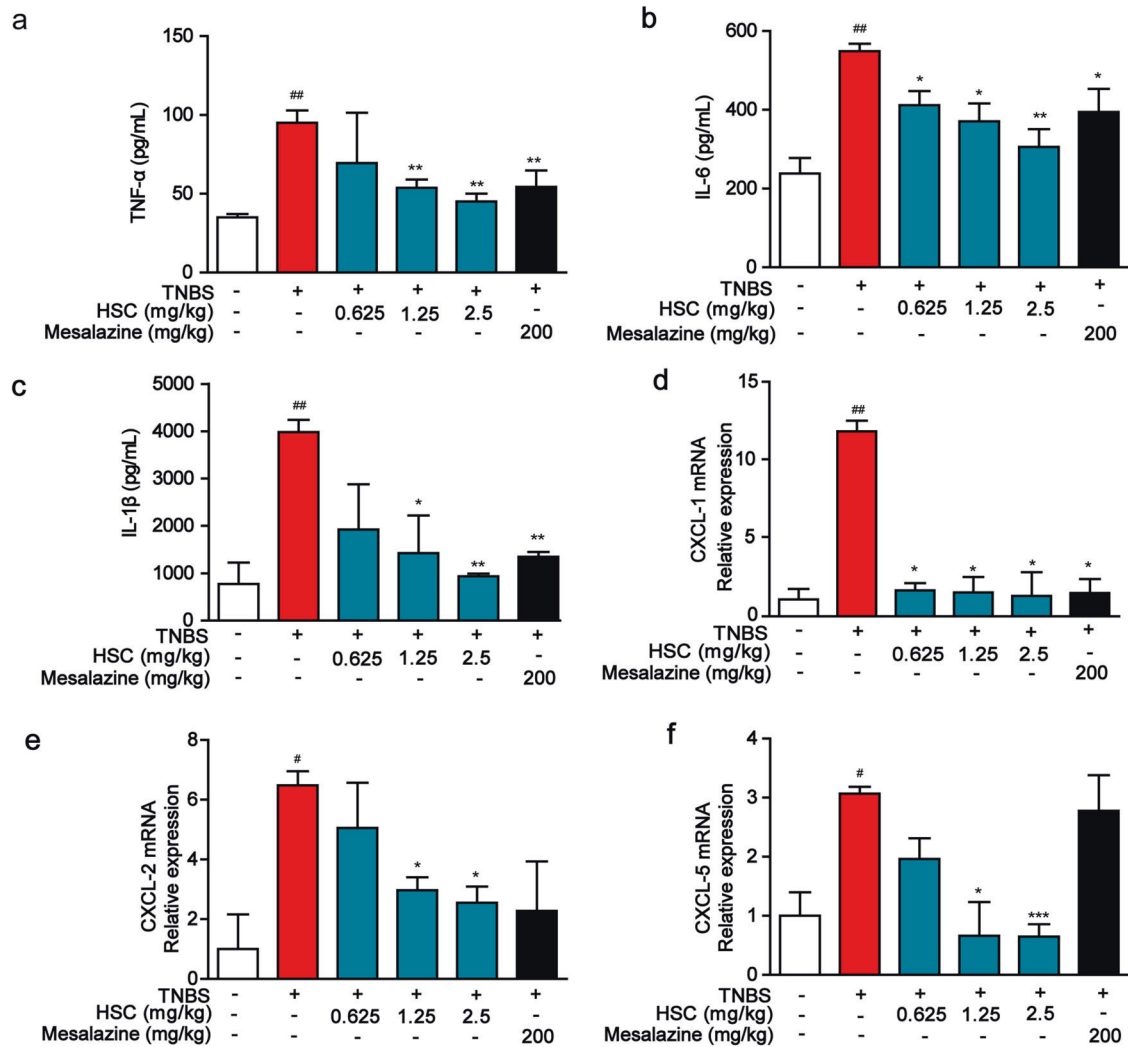 a
150
100
50
0
TNF-α (pg/mL)
##
** ** **
TNBS - + + + + +
HSC (mg/kg) - - 0.625 1.25 2.5 -
Mesalazine (mg/kg) - - - - - 200
b
600
400
200
0
IL-6 (pg/mL)
##
* * ** *
TNBS - + + + + +
HSC (mg/kg) - - 0.625 1.25 2.5 -
Mesalazine (mg/kg) - - - - - 200
c
5000
4000
3000
2000
1000
0
IL-1β (pg/mL)
##
* ** **
TNBS - + + + + +
HSC (mg/kg) - - 0.625 1.25 2.5 -
Mesalazine (mg/kg) - - - - - 200
d
15
10
5
0
CXCL-1 mRNA
Relative expression
##
* * * *
TNBS - + + + + +
HSC (mg/kg) - - 0.625 1.25 2.5 -
Mesalazine (mg/kg) - - - - - 200
e
8
6
4
2
0
CXCL-2 mRNA
Relative expression
#
* *
TNBS - + + + + +
HSC (mg/kg) - - 0.625 1.25 2.5 -
Mesalazine (mg/kg) - - - - - 200
f
4
3
2
1
0
CXCL-5 mRNA
Relative expression
#
* ***
TNBS - + + + + +
HSC (mg/kg) - - 0.625 1.25 2.5 -
Mesalazine (mg/kg) - - - - - 200